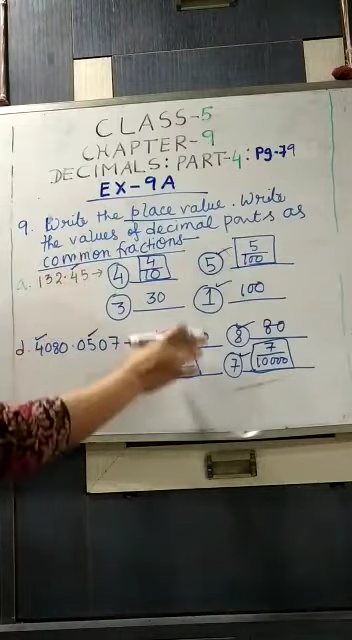 CLASS-5
CHAPTER-9
DECIMALS: PART-4: Pg-79
EX-9A
9. Write the place value. Write
the values of decimal parts as
common fractions
a. 132.45 → 4 4/10 5 5/100
3 30 1 100
d. 4080.0507 8 80
7 7/10000